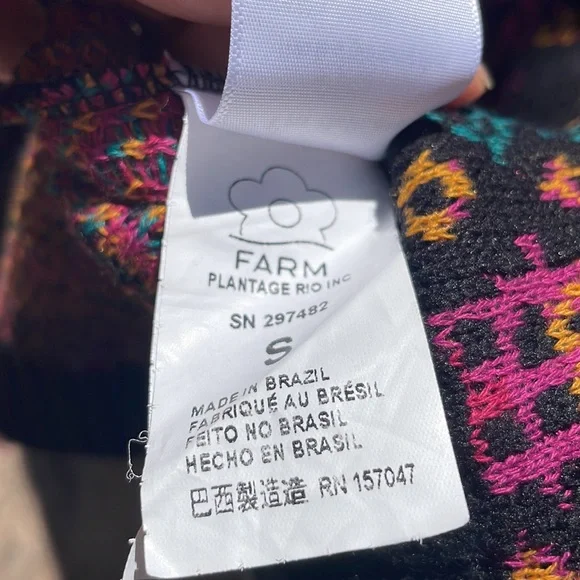 FARM
PLANTAGE RIO INC
SN 297482
S
MADE IN BRAZIL
FABRIQUÉ AU BRÉSIL
FEITO NO BRASIL
HECHO EN BRASIL
巴西製造造 RN 157047